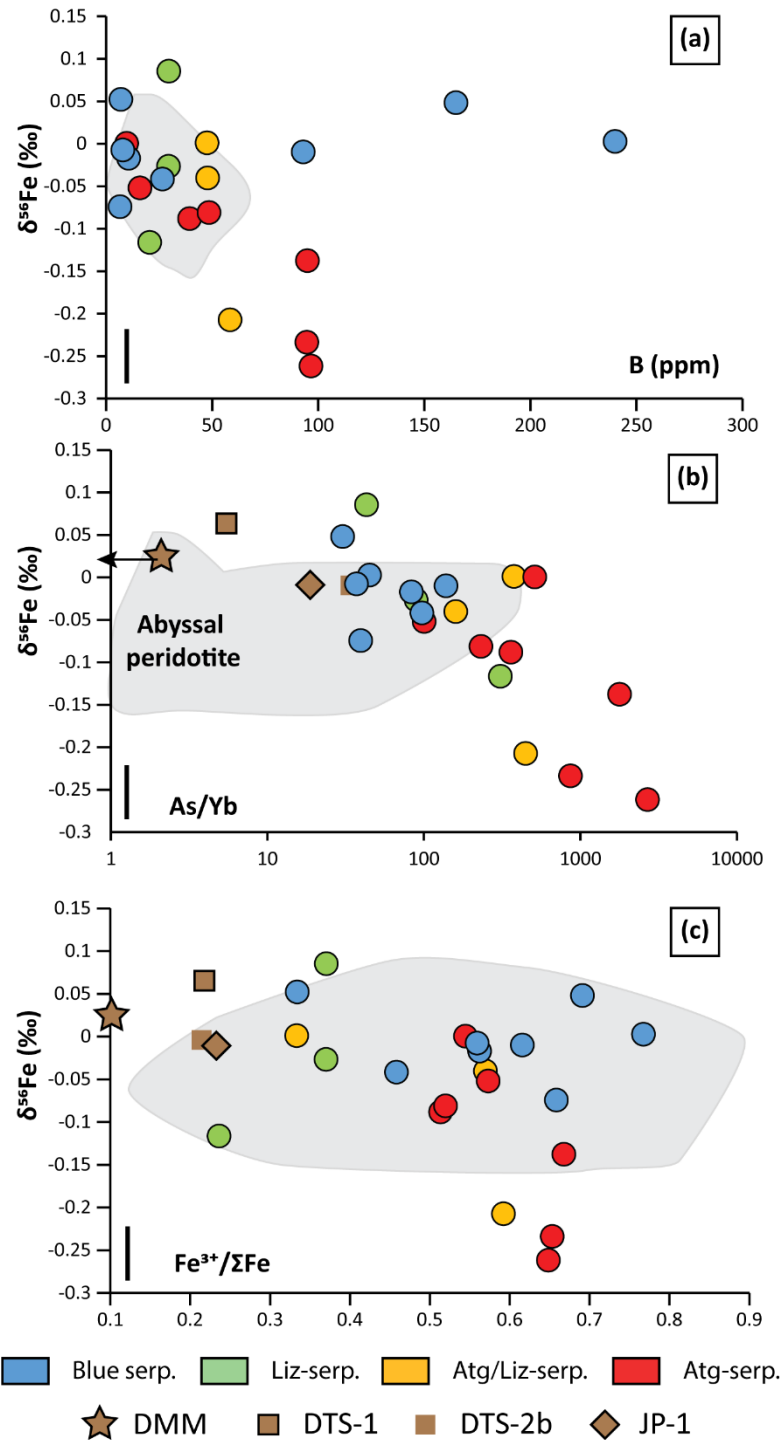 (a)
0.1
0.05
0
-0.05
-0.1
-0.15
-0.2
-0.25
-0.3
δ⁵⁶Fe (‰)
B (ppm)
0 50 100 150 200 250 300
(b)
0.15
0.1
0.05
0
-0.05
-0.1
-0.15
-0.2
-0.25
-0.3
δ⁵⁶Fe (‰)
Abyssal
peridotite
As/Yb
1 10 100 1000 10000
(c)
0.15
0.1
0.05
0
-0.05
-0.1
-0.15
-0.2
-0.25
-0.3
δ⁵⁶Fe (‰)
Fe³⁺/ΣFe
0.1 0.2 0.3 0.4 0.5 0.6 0.7 0.8 0.9
Blue serp. Liz-serp. Atg/Liz-serp. Atg-serp.
DMM DTS-1 DTS-2b JP-1